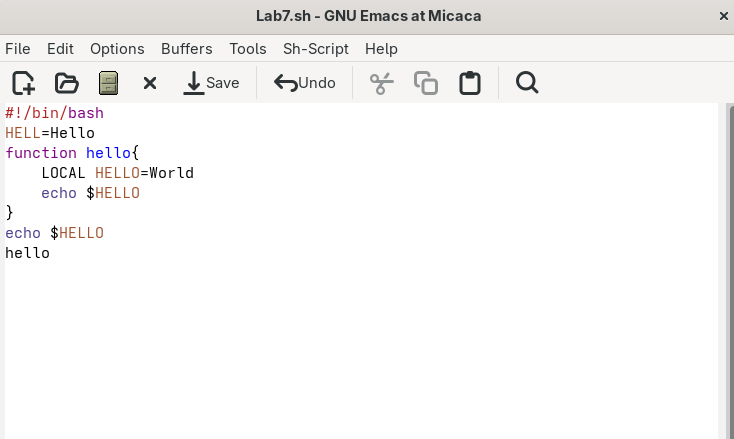 Lab7.sh - GNU Emacs at Micaca
File Edit Options Buffers Tools Sh-Script Help
Save Undo
#!/bin/bash
HELL=Hello
function hello{
    LOCAL HELLO=World
    echo $HELLO
}
echo $HELLO
hello